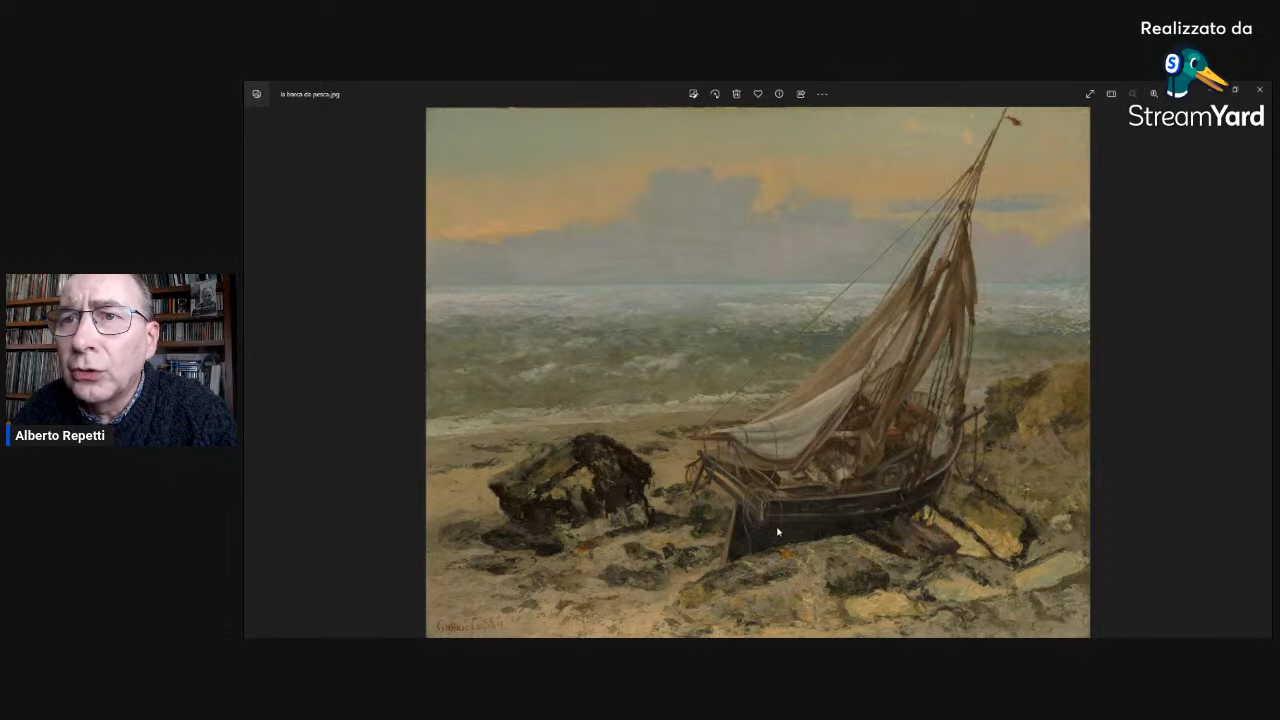 Realizzato da
S
StreamYard
la barca da pesca.jpg
Alberto Repetti